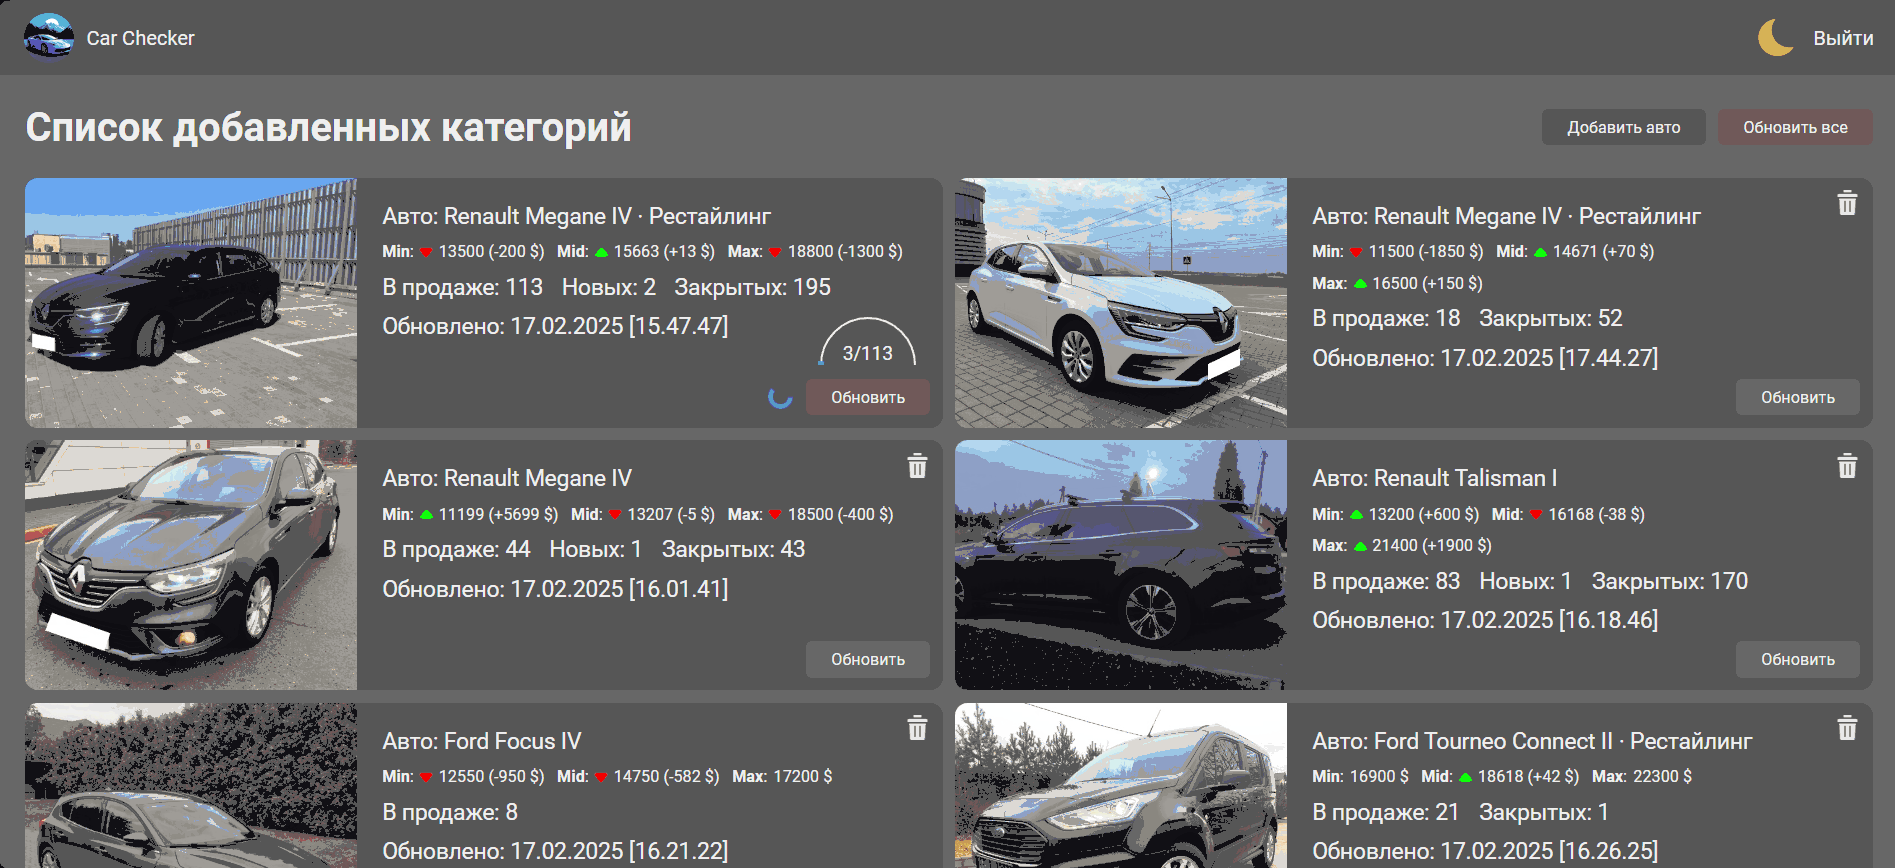 Car Checker
Выйти
Список добавленных категорий
Добавить авто
Обновить все
Авто: Renault Megane IV · Рестайлинг
Min: 13500 (-200 $) Mid: 15663 (+13 $) Max: 18800 (-1300 $)
В продаже: 113 Новых: 2 Закрытых: 195
Обновлено: 17.02.2025 [15.47.47]
3/113
Обновить
Авто: Renault Megane IV · Рестайлинг
Min: 11500 (-1850 $) Mid: 14671 (+70 $)
Max: 16500 (+150 $)
В продаже: 18 Закрытых: 52
Обновлено: 17.02.2025 [17.44.27]
Обновить
Авто: Renault Megane IV
Min: 11199 (+5699 $) Mid: 13207 (-5 $) Max: 18500 (-400 $)
В продаже: 44 Новых: 1 Закрытых: 43
Обновлено: 17.02.2025 [16.01.41]
Обновить
Авто: Renault Talisman I
Min: 13200 (+600 $) Mid: 16168 (-38 $)
Max: 21400 (+1900 $)
В продаже: 83 Новых: 1 Закрытых: 170
Обновлено: 17.02.2025 [16.18.46]
Обновить
Авто: Ford Focus IV
Min: 12550 (-950 $) Mid: 14750 (-582 $) Max: 17200 $
В продаже: 8
Обновлено: 17.02.2025 [16.21.22]
Авто: Ford Tourneo Connect II · Рестайлинг
Min: 16900 $ Mid: 18618 (+42 $) Max: 22300 $
В продаже: 21 Закрытых: 1
Обновлено: 17.02.2025 [16.26.25]